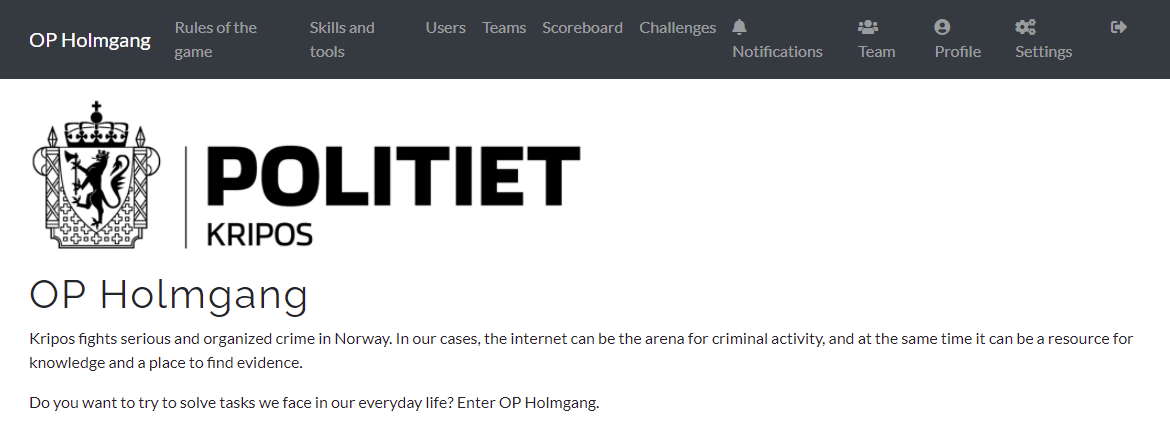 OP Holmgang
Rules of the
game
Skills and
tools
Users
Teams
Scoreboard
Challenges
Notifications
Team
Profile
Settings
POLITIET
KRIPOS
OP Holmgang
Kripos fights serious and organized crime in Norway. In our cases, the internet can be the arena for criminal activity, and at the same time it can be a resource for
knowledge and a place to find evidence.
Do you want to try to solve tasks we face in our everyday life? Enter OP Holmgang.